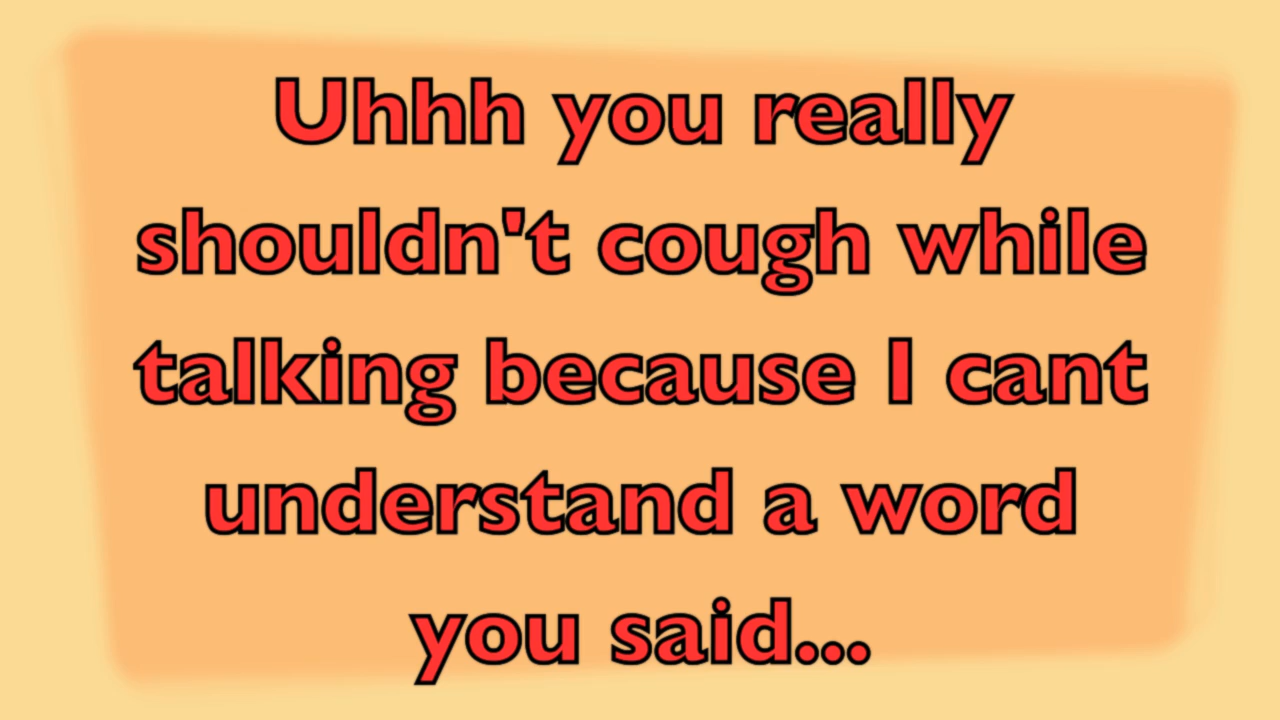 Uhhh you really
shouldn't cough while
talking because I cant
understand a word
you said...